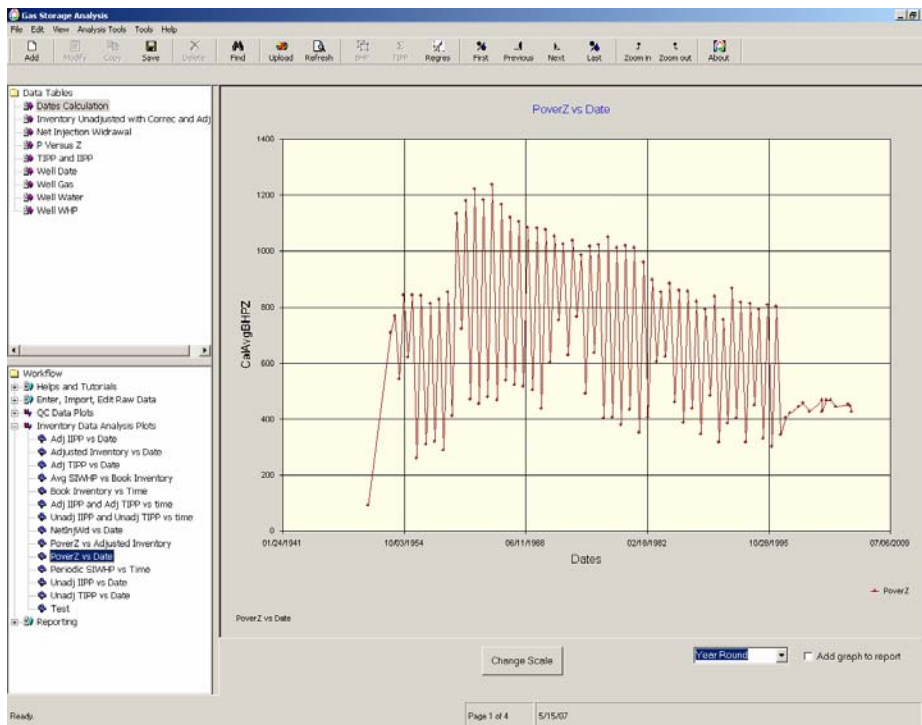 Gas Storage Analysis
File Edit View Analysis Tools Tools Help
Add Modify Copy Save Delete Find Upload Refresh BHP TIPP Regres First Previous Next Last Zoom in Zoom out About
Data Tables
Dates Calculation
Inventory Unadjusted with Correc and Adj
Net Injection Widrawal
P Versus Z
TIPP and IIPP
Well Date
Well Gas
Well Water
Well WHP
Workflow
Helps and Tutorials
Enter, Import, Edit Raw Data
QC Data Plots
Inventory Data Analysis Plots
Adj IIPP vs Date
Adjusted Inventory vs Date
Adj TIPP vs Date
Avg SIWHP vs Book Inventory
Book Inventory vs Time
Adj IIPP and Adj TIPP vs time
Unadj IIPP and Unadj TIPP vs time
NetInjWd vs Date
PoverZ vs Adjusted Inventory
PoverZ vs Date
Periodic SIWHP vs Time
Unadj IIPP vs Date
Unadj TIPP vs Date
Test
Reporting
PoverZ vs Date
1400
1200
1000
800
600
400
200
0
CalAvgBHPZ
01/24/1941 10/03/1954 06/11/1968 02/18/1982 10/28/1995 07/06/2009
Dates
PoverZ
PoverZ vs Date
Change Scale
Year Round
Add graph to report
Ready
Page 1 of 4
5/15/07